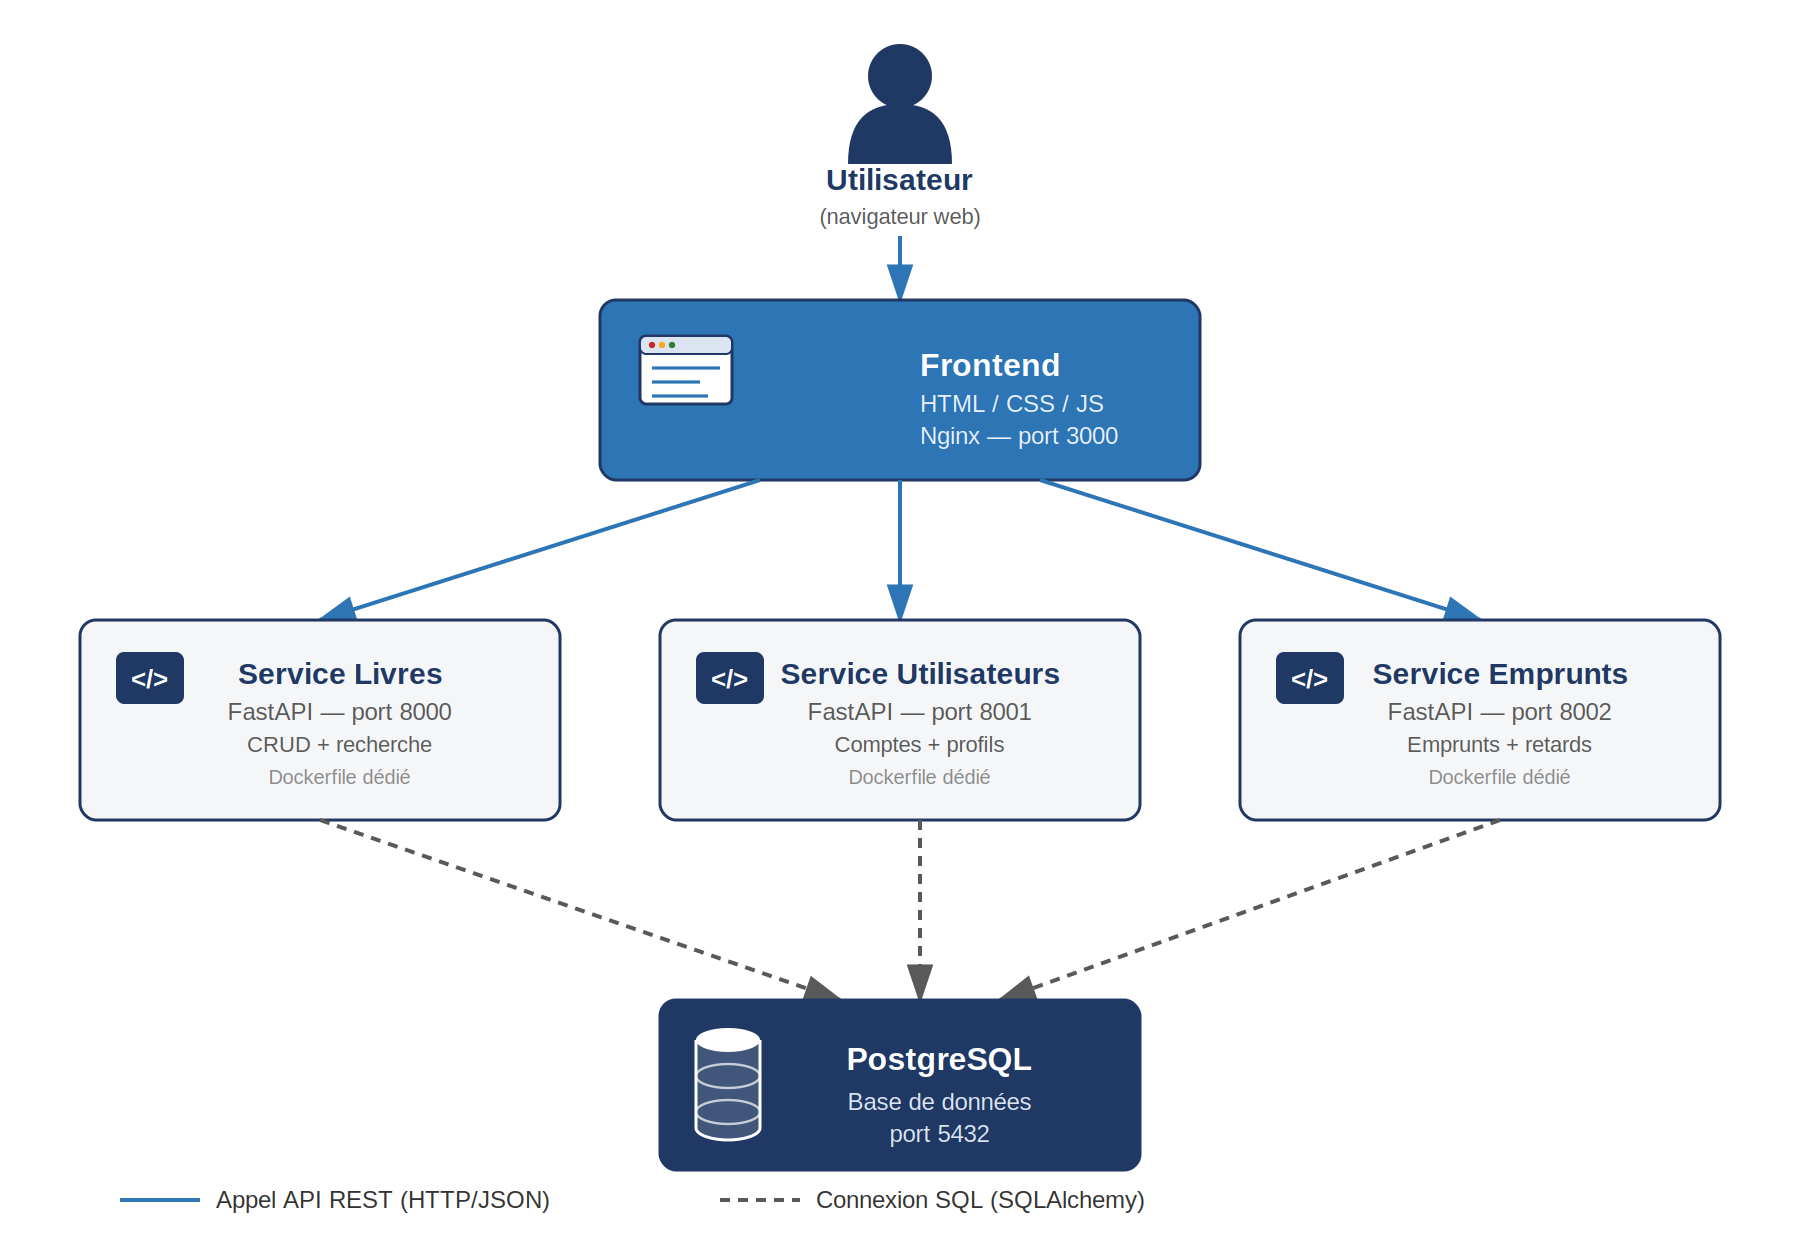 Utilisateur
(navigateur web)
Frontend
HTML / CSS / JS
Nginx — port 3000
</>
Service Livres
FastAPI — port 8000
CRUD + recherche
Dockerfile dédié
</>
Service Utilisateurs
FastAPI — port 8001
Comptes + profils
Dockerfile dédié
</>
Service Emprunts
FastAPI — port 8002
Emprunts + retards
Dockerfile dédié
PostgreSQL
Base de données
port 5432
Appel API REST (HTTP/JSON)
Connexion SQL (SQLAlchemy)